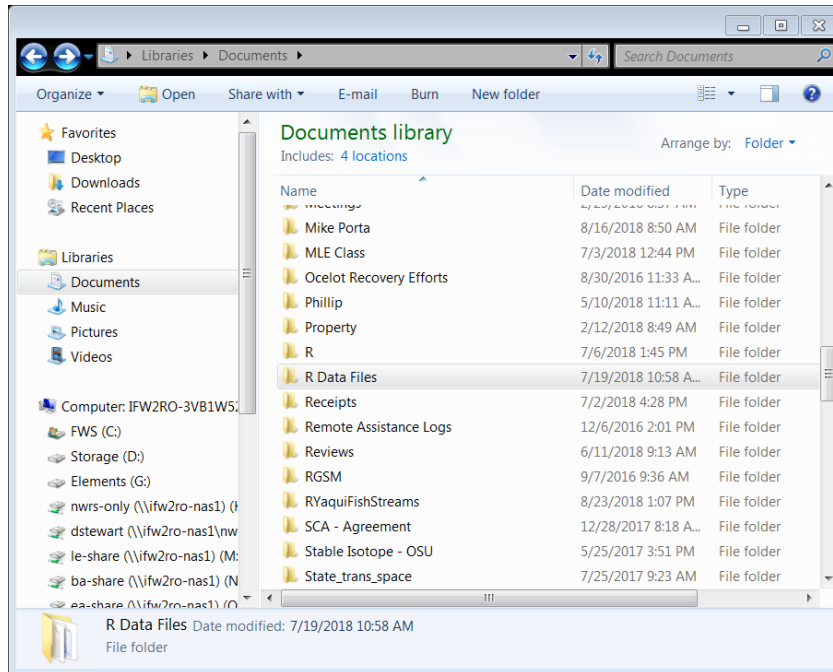 Libraries Documents
Search Documents
Organize Open Share with E-mail Burn New folder
Favorites
Desktop
Downloads
Recent Places
Libraries
Documents
Music
Pictures
Videos
Computer: IFW2RO-3VB1W52
FWS (C:)
Storage (D:)
Elements (G:)
nwrs-only (\\ifw2ro-nas1) (
dstewart (\\ifw2ro-nas1\nw
le-share (\\ifw2ro-nas1) (M:
ba-share (\\ifw2ro-nas1) (N
ea-share (\\ifw2ro-nas1) (O
Documents library
Includes: 4 locations
Arrange by: Folder
Name Date modified Type
Meetings
Mike Porta 8/16/2018 8:50 AM File folder
MLE Class 7/3/2018 12:44 PM File folder
Ocelot Recovery Efforts 8/30/2016 11:33 A... File folder
Phillip 5/10/2018 11:11 A... File folder
Property 2/12/2018 8:49 AM File folder
R 7/6/2018 1:45 PM File folder
R Data Files 7/19/2018 10:58 A... File folder
Receipts 7/2/2018 4:28 PM File folder
Remote Assistance Logs 12/6/2016 2:01 PM File folder
Reviews 6/11/2018 9:13 AM File folder
RGSM 9/7/2016 9:36 AM File folder
RYaquiFishStreams 8/23/2018 1:07 PM File folder
SCA - Agreement 12/28/2017 8:18 A... File folder
Stable Isotope - OSU 5/25/2017 3:51 PM File folder
State_trans_space 7/25/2017 9:23 AM File folder
R Data Files Date modified: 7/19/2018 10:58 AM
File folder